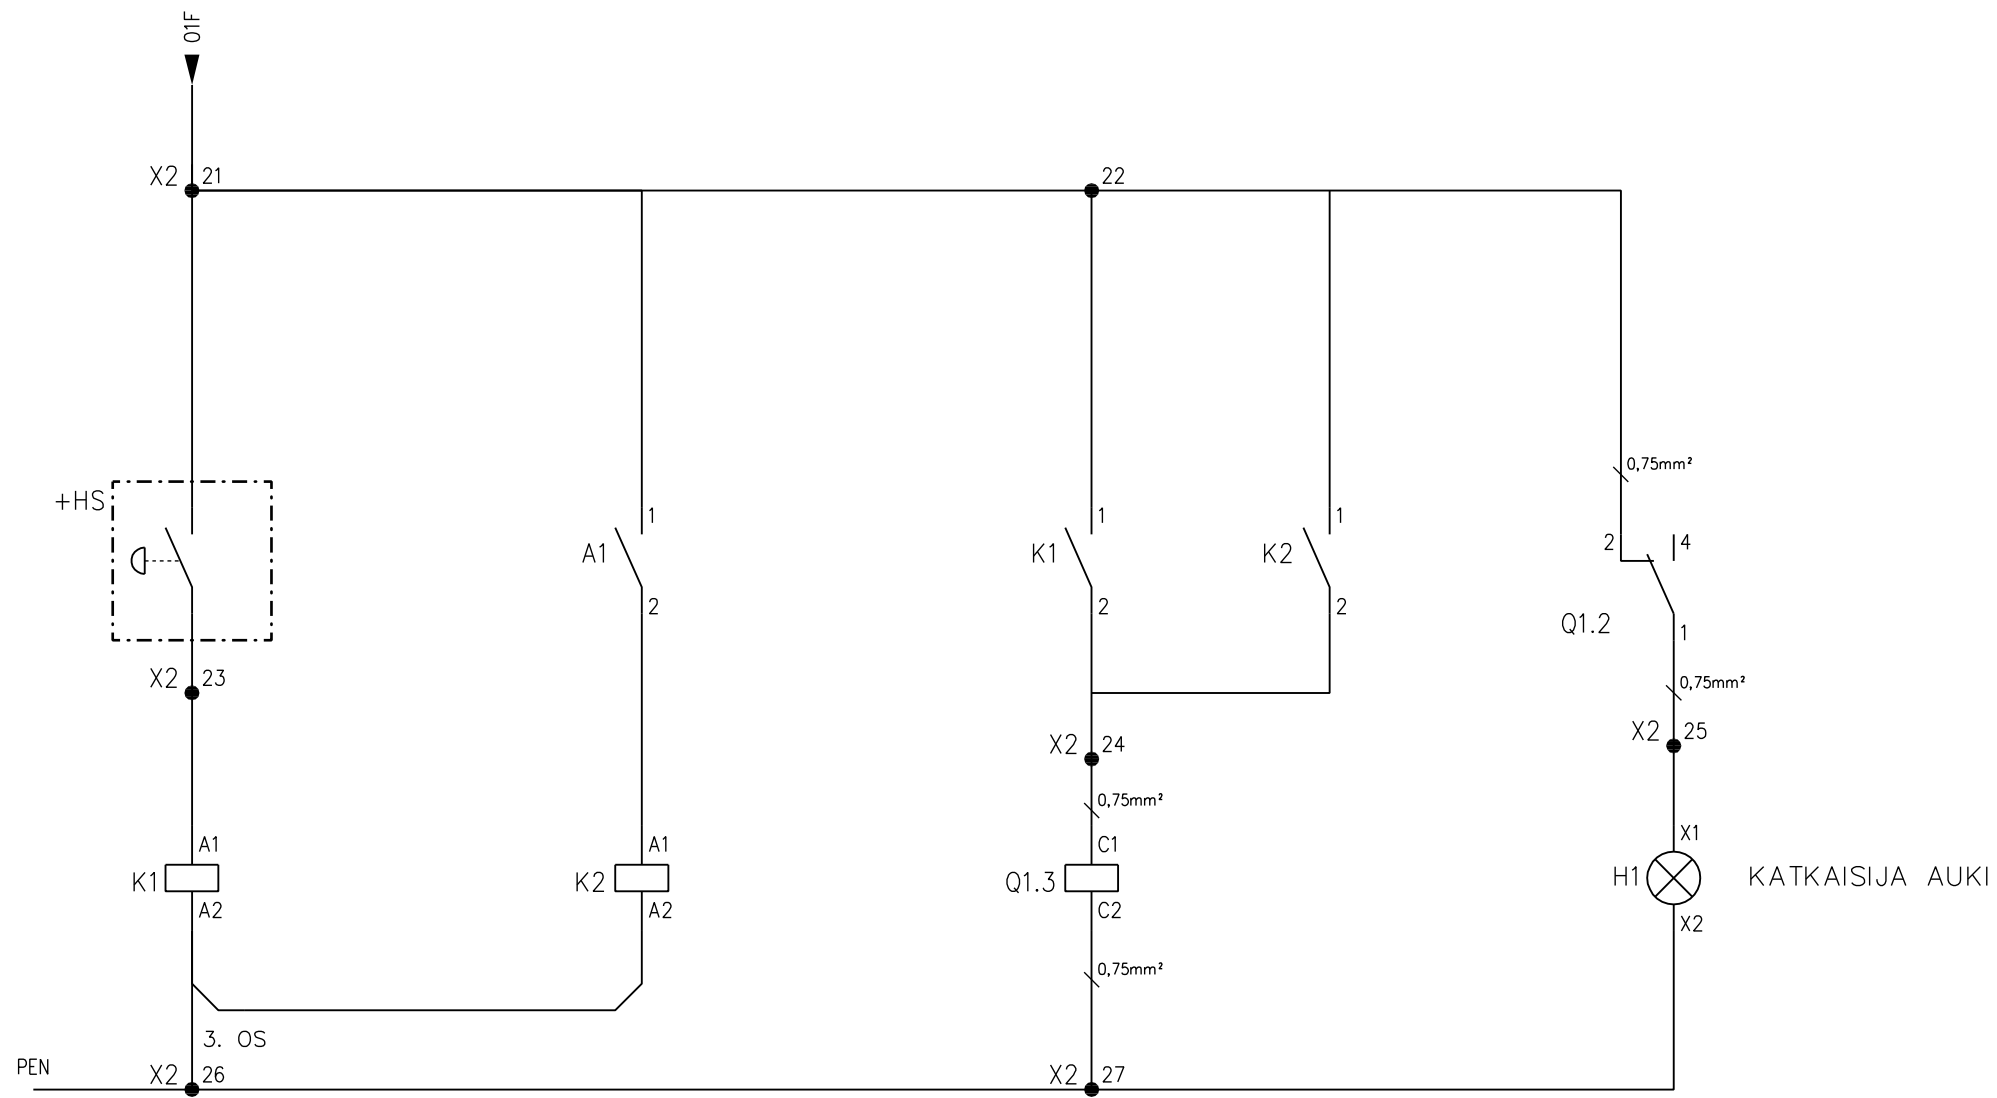 01F
X2 21
22
0,75mm²
+HS
1
1
1
2
4
A1
K1
K2
2
2
2
Q1.2
1
X2 23
0,75mm²
X2 25
X2 24
0,75mm²
A1
A1
C1
X1
K1
K2
Q1.3
H1
KATKAISIJA AUKI
A2
A2
C2
X2
0,75mm²
3. OS
PEN
X2 26
X2 27